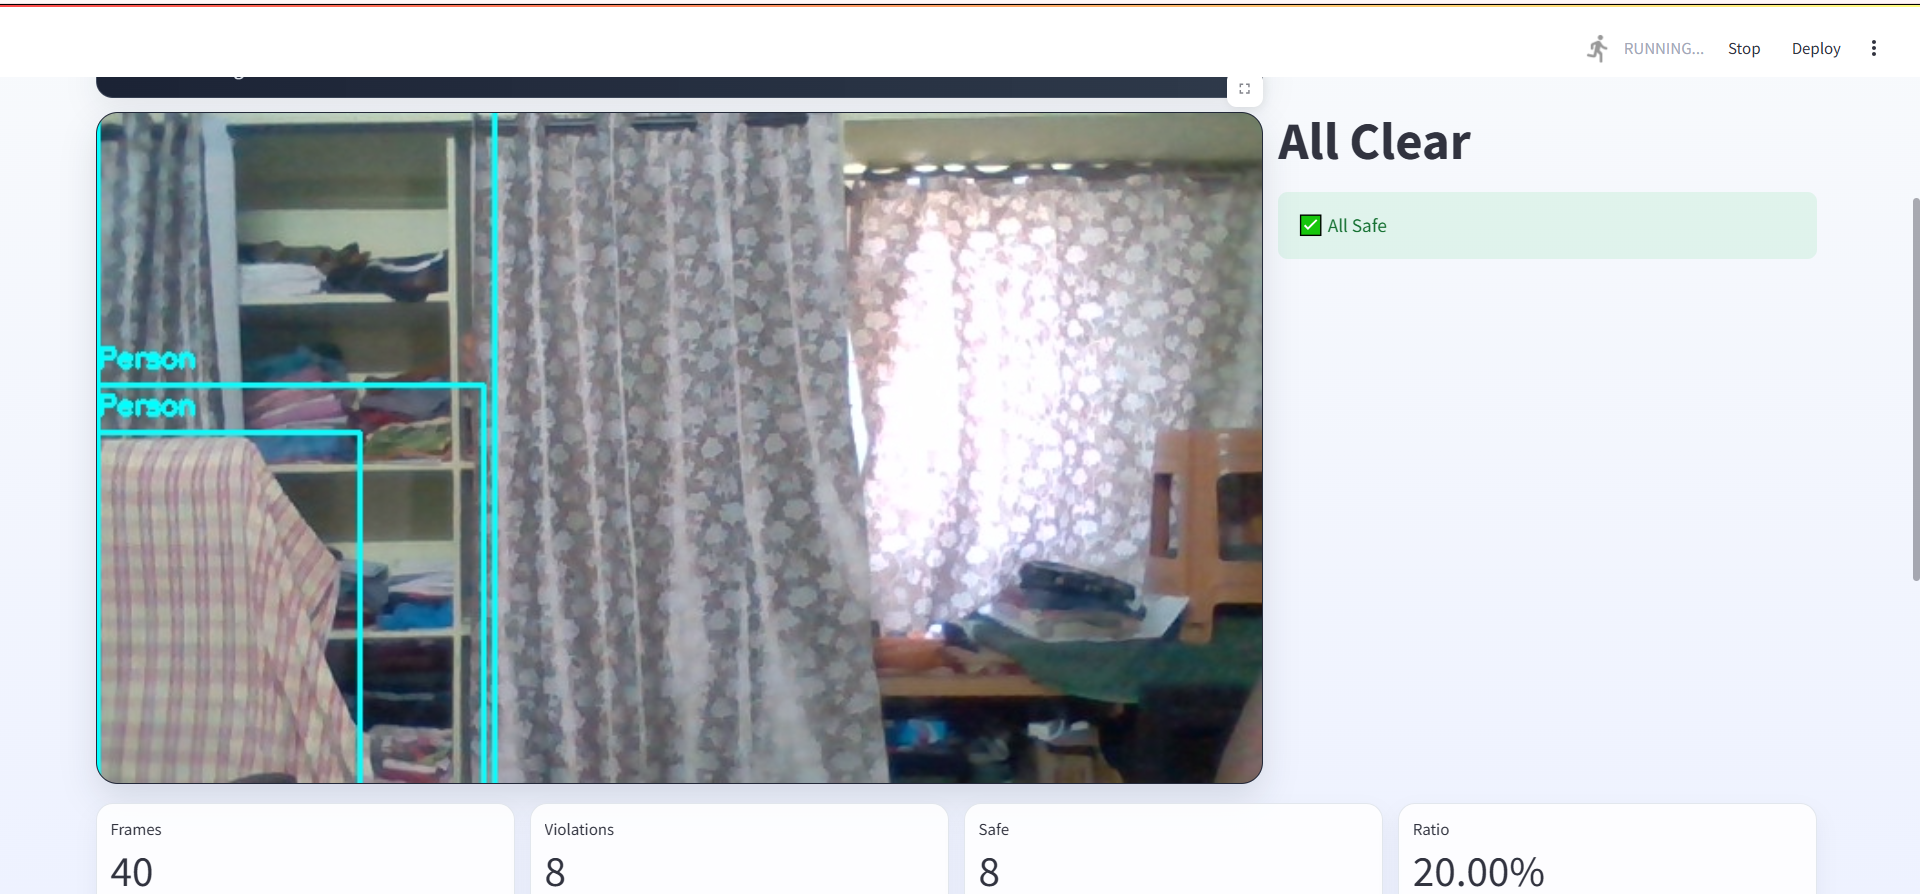 RUNNING...
Stop
Deploy
All Clear
All Safe
Person
Person
Frames
40
Violations
8
Safe
8
Ratio
20.00%